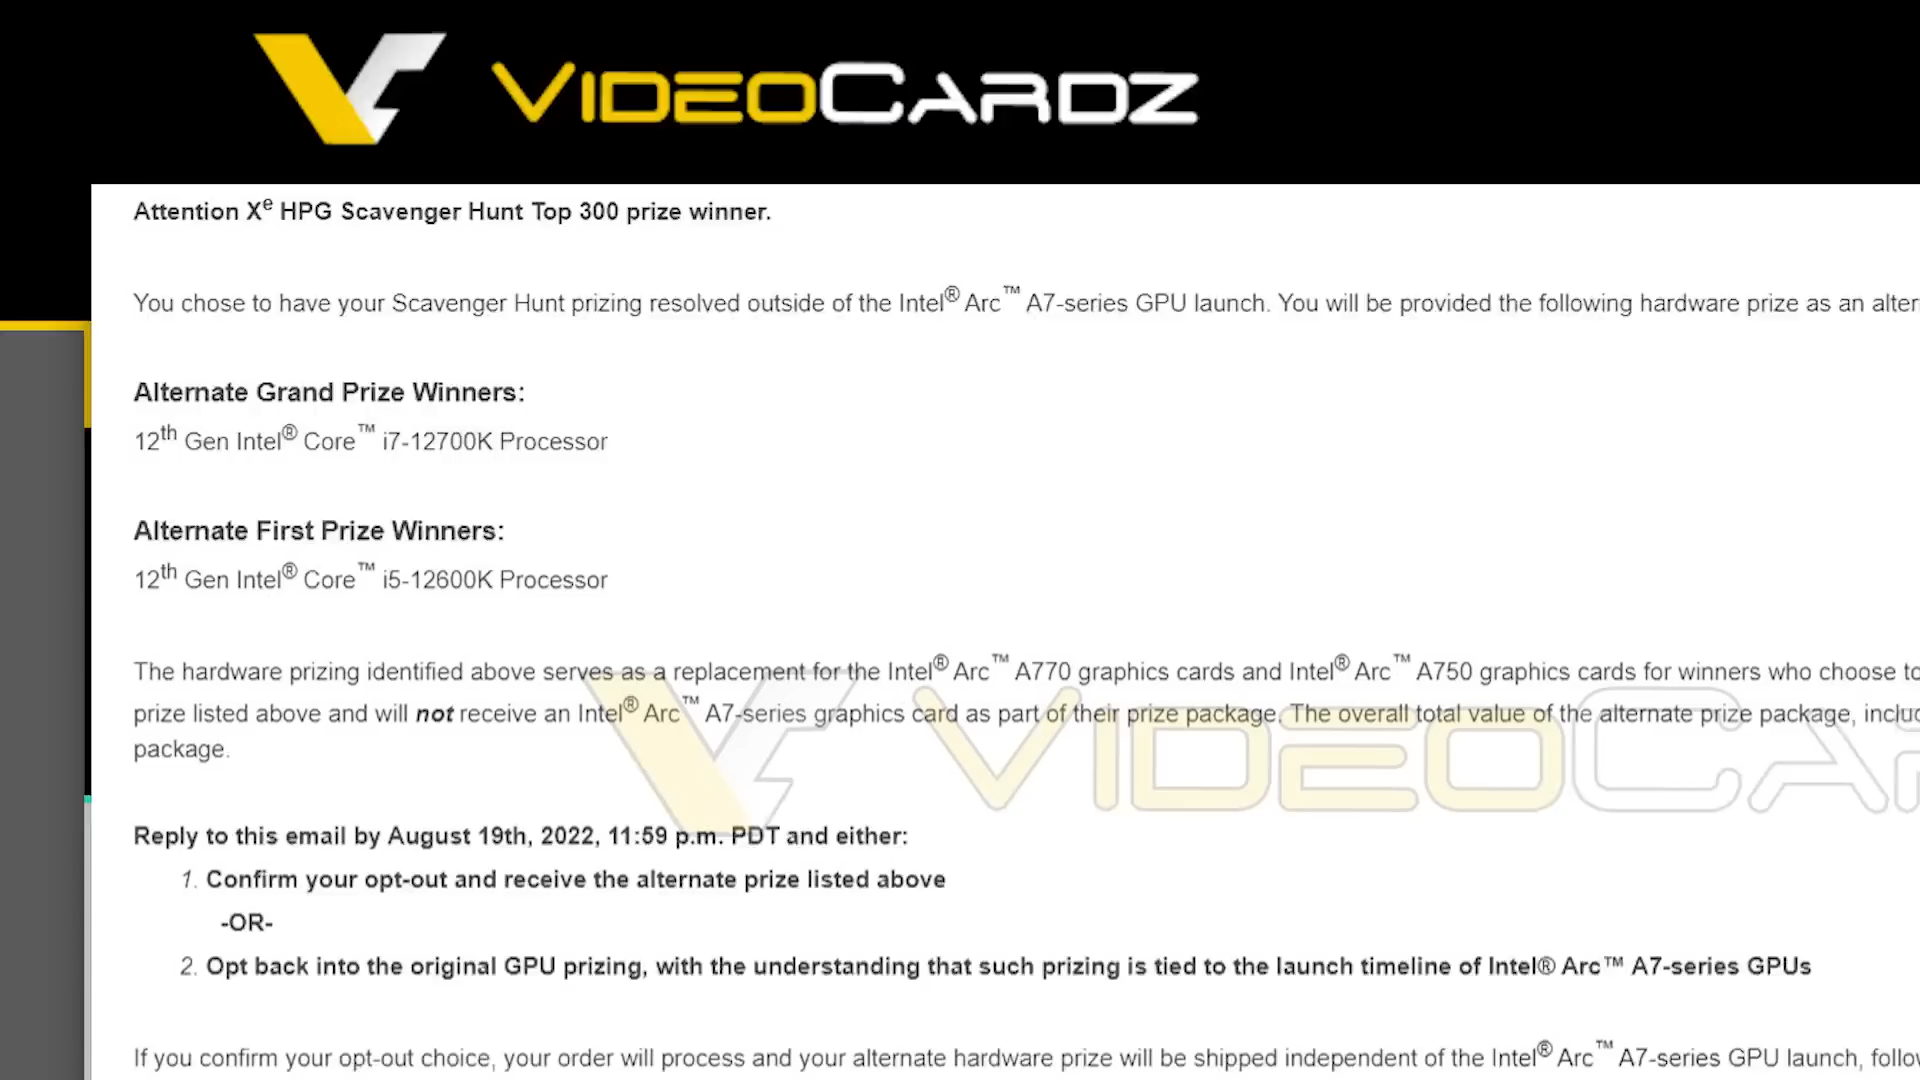 VIDEOCARDZ
Attention Xe HPG Scavenger Hunt Top 300 prize winner.
You chose to have your Scavenger Hunt prizing resolved outside of the Intel® Arc™ A7-series GPU launch. You will be provided the following hardware prize as an
Alternate Grand Prize Winners:
12th Gen Intel® Core™ i7-12700K Processor
Alternate First Prize Winners:
12th Gen Intel® Core™ i5-12600K Processor
The hardware prizing identified above serves as a replacement for the Intel® Arc™ A770 graphics cards and Intel® Arc™ A750 graphics cards for winners who choose to
prize listed above and will not receive an Intel® Arc™ A7-series graphics card as part of their prize package. The overall total value of the alternate prize package,
package.
Reply to this email by August 19th, 2022, 11:59 p.m. PDT and either:
1. Confirm your opt-out and receive the alternate prize listed above
-OR-
2. Opt back into the original GPU prizing, with the understanding that such prizing is tied to the launch timeline of Intel® Arc™ A7-series GPUs
If you confirm your opt-out choice, your order will process and your alternate hardware prize will be shipped independent of the Intel® Arc™ A7-series GPU launch,